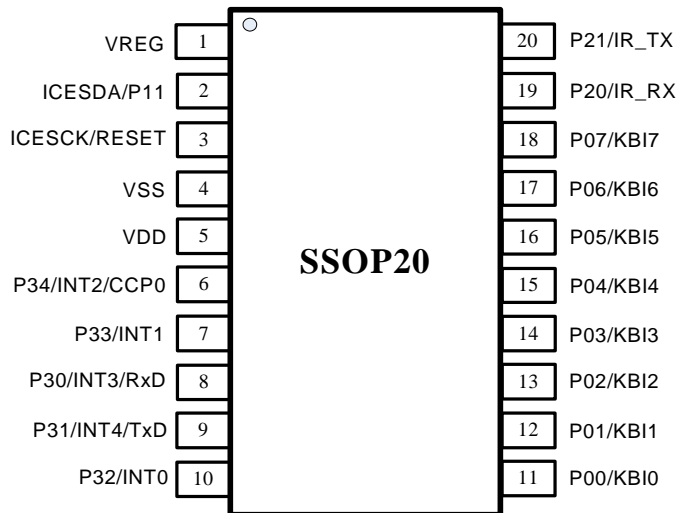 VREG 1 20 P21/IR_TX
ICESDA/P11 2 19 P20/IR_RX
ICESCK/RESET 3 18 P07/KBI7
VSS 4 17 P06/KBI6
VDD 5 16 P05/KBI5
SSOP20
P34/INT2/CCP0 6 15 P04/KBI4
P33/INT1 7 14 P03/KBI3
P30/INT3/RxD 8 13 P02/KBI2
P31/INT4/TxD 9 12 P01/KBI1
P32/INT0 10 11 P00/KBI0